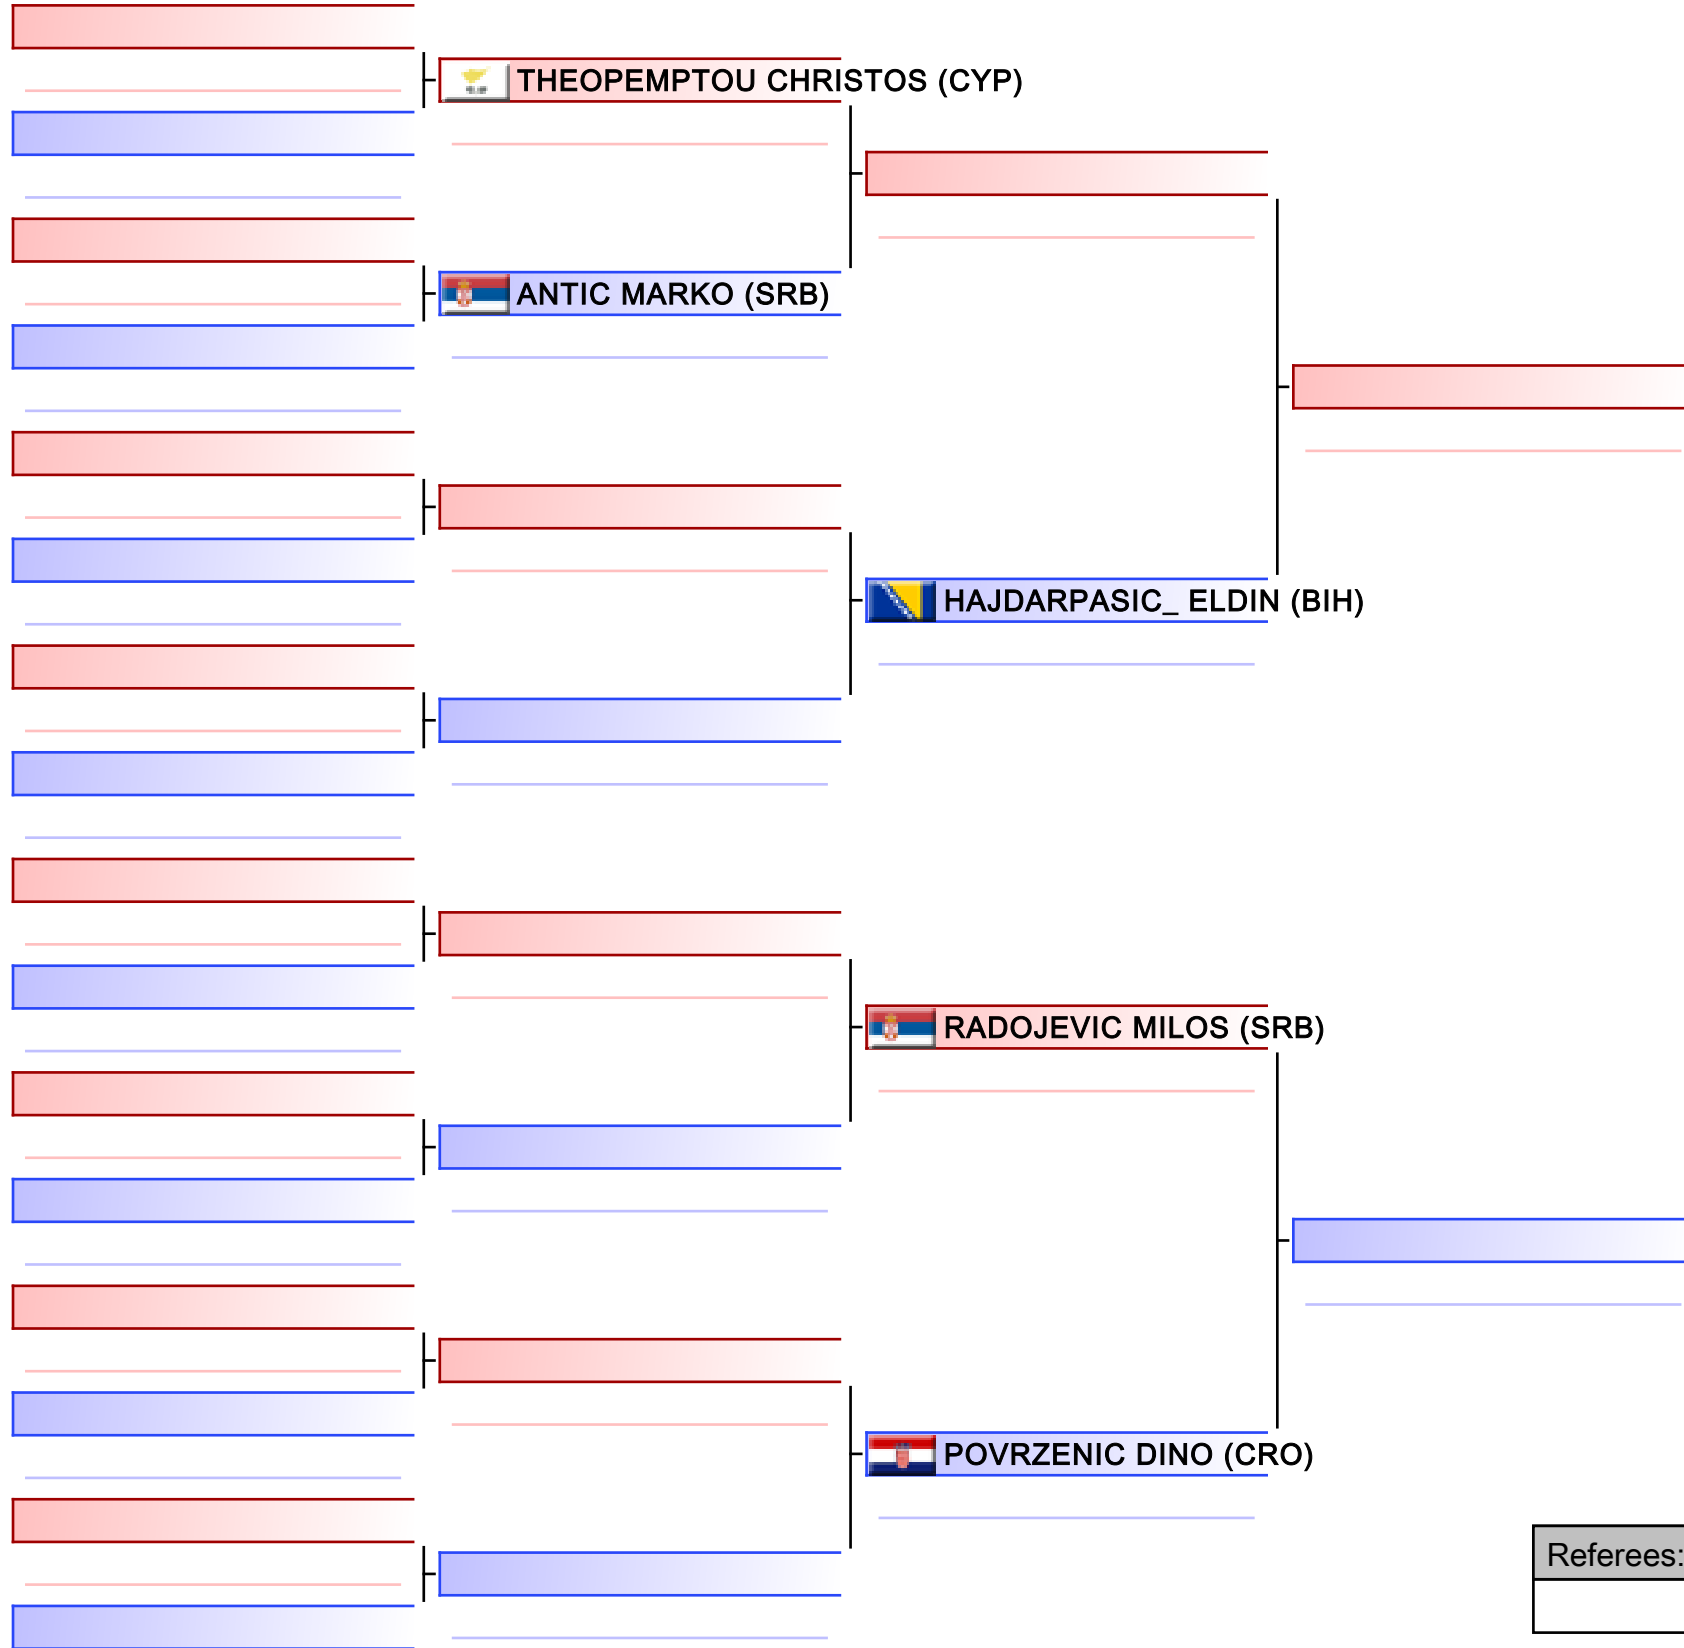 THEOPEMPTOU CHRISTOS (CYP)
ANTIC MARKO (SRB)
HAJDARPASIC_ ELDIN (BIH)
RADOJEVIC MILOS (SRB)
POVRZENIC DINO (CRO)
Referees: